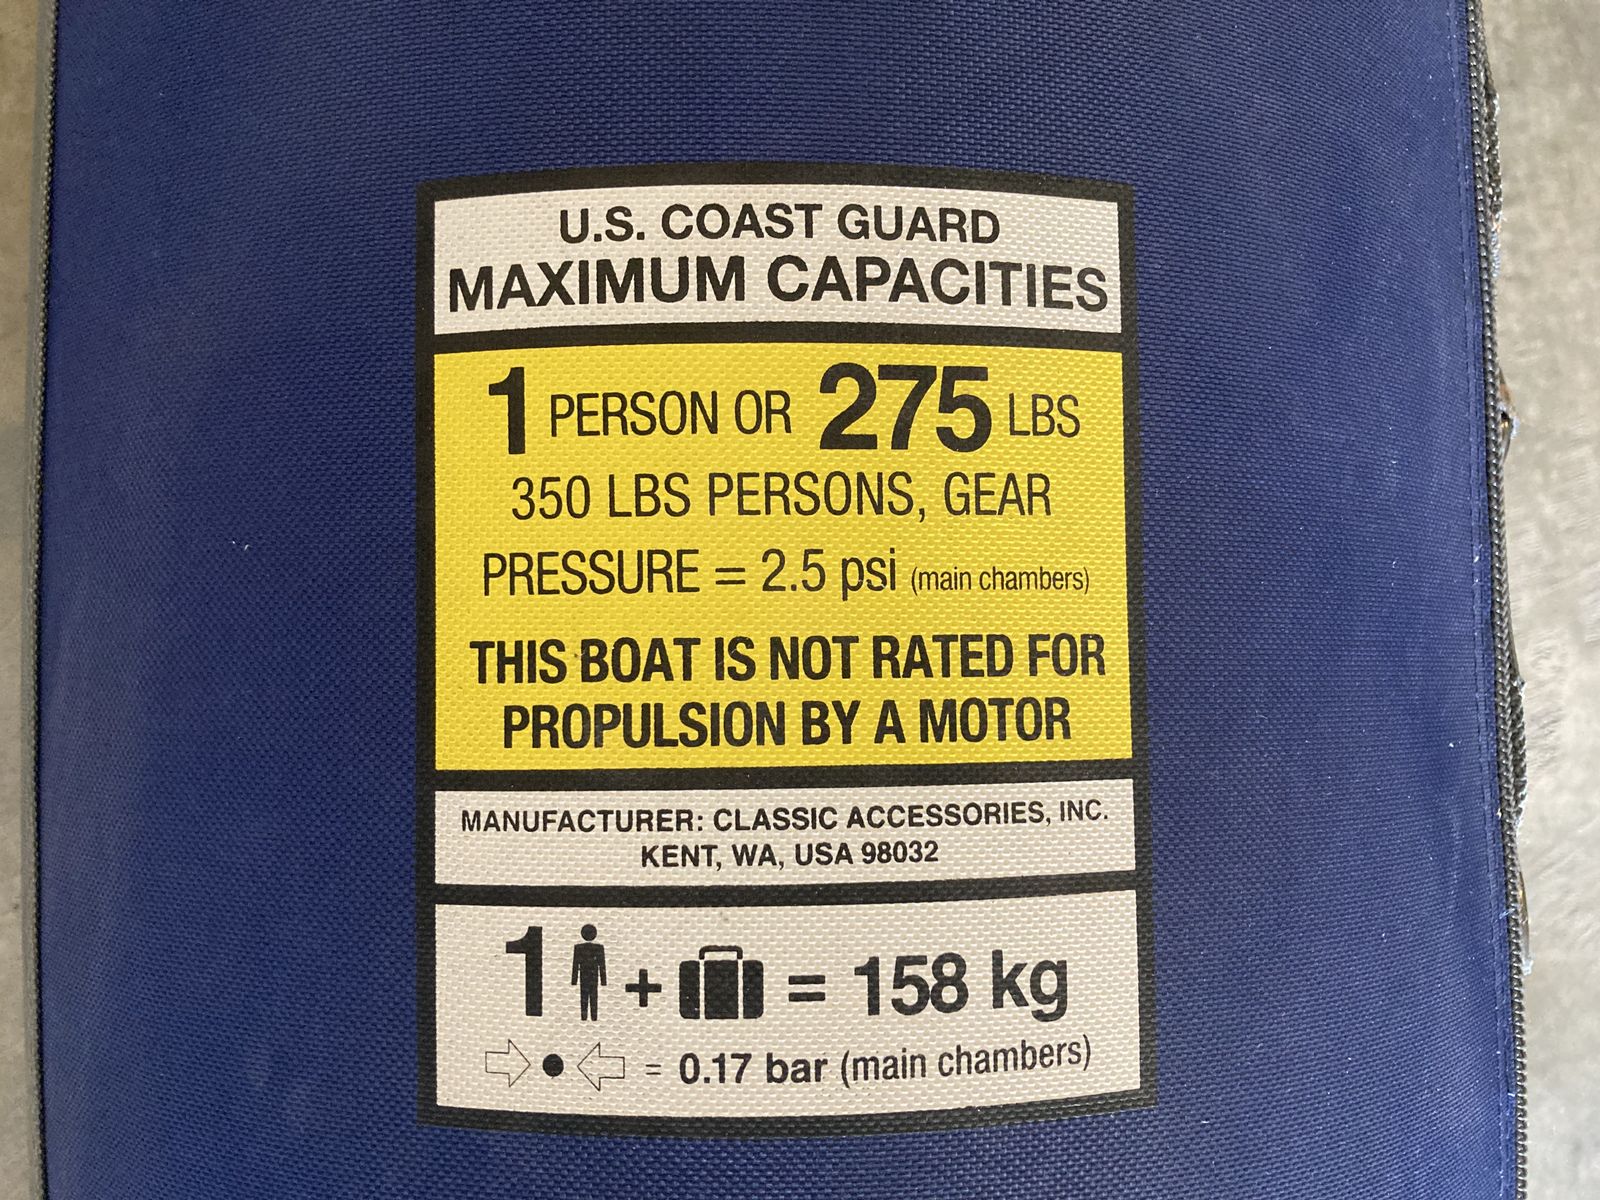 U.S. COAST GUARD
MAXIMUM CAPACITIES
1 PERSON OR 275 LBS
350 LBS PERSONS, GEAR
PRESSURE = 2.5 psi (main chambers)
THIS BOAT IS NOT RATED FOR
PROPULSION BY A MOTOR
MANUFACTURER: CLASSIC ACCESSORIES, INC.
KENT, WA, USA 98032
1 + = 158 kg
= 0.17 bar (main chambers)